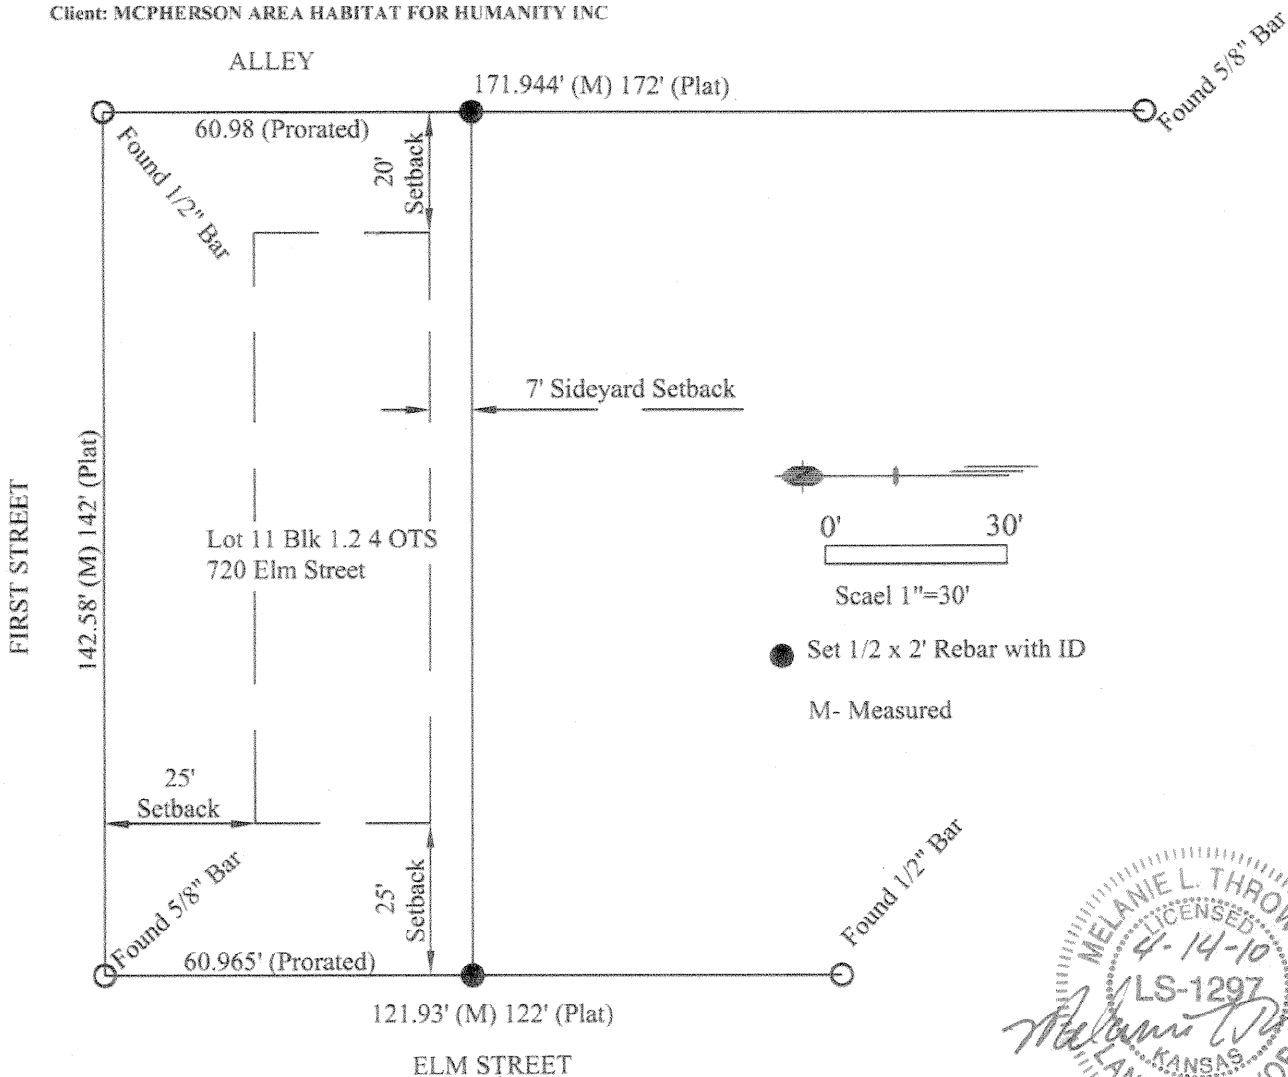 Client: MCPHERSON AREA HABITAT FOR HUMANITY INC
ALLEY
171.944' (M) 172' (Plat)
Found 5/8" Bar
60.98 (Prorated)
Found 1/2" Bar
20'
Setback
7' Sideyard Setback
FIRST STREET
142.58' (M) 142' (Plat)
Lot 11 Blk 1.2 4 OTS
720 Elm Street
0' 30'
Scael 1"=30'
Set 1/2 x 2' Rebar with ID
M- Measured
25'
Setback
25'
Setback
Found 5/8" Bar
Found 1/2" Bar
60.965' (Prorated)
121.93' (M) 122' (Plat)
ELM STREET
MELANIE L.
LICENSED
4-14-10
LS-1297
KANSAS